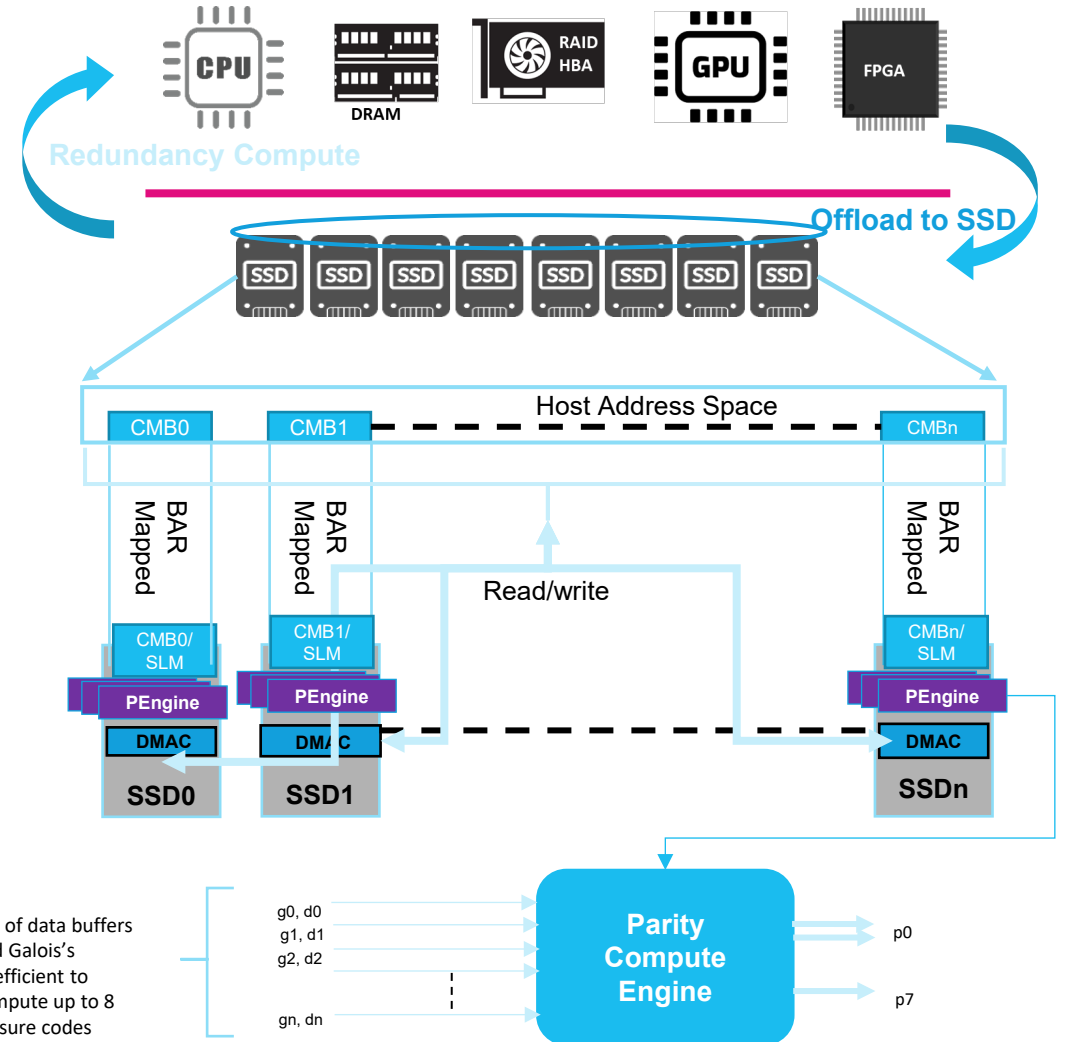 CPU
DRAM
RAID
HBA
GPU
FPGA
Redundancy Compute
Offload to SSD
SSD
SSD
SSD
SSD
SSD
SSD
SSD
SSD
Host Address Space
CMB0
CMB1
CMBn
BAR
Mapped
BAR
Mapped
BAR
Mapped
Read/write
CMB0/
SLM
CMB1/
SLM
CMBn/
SLM
PEngine
PEngine
PEngine
DMAC
DMAC
DMAC
SSD0
SSD1
SSDn
of data buffers
Galois's
efficient to
compute up to 8
erasure codes
g0, d0
g1, d1
g2, d2
gn, dn
Parity
Compute
Engine
p0
p7